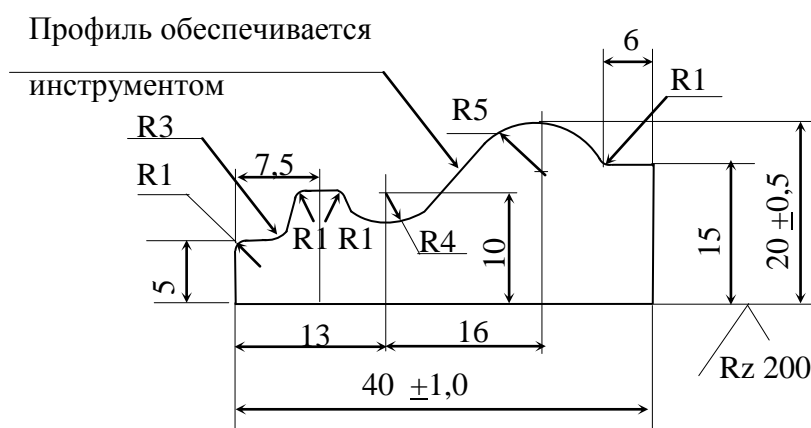 Профиль обеспечивается
инструментом
6
R1
R5
R3
7,5
R1
R1 R1
R4
10
15
20 ±0,5
5
13
16
Rz 200
40 ±1,0